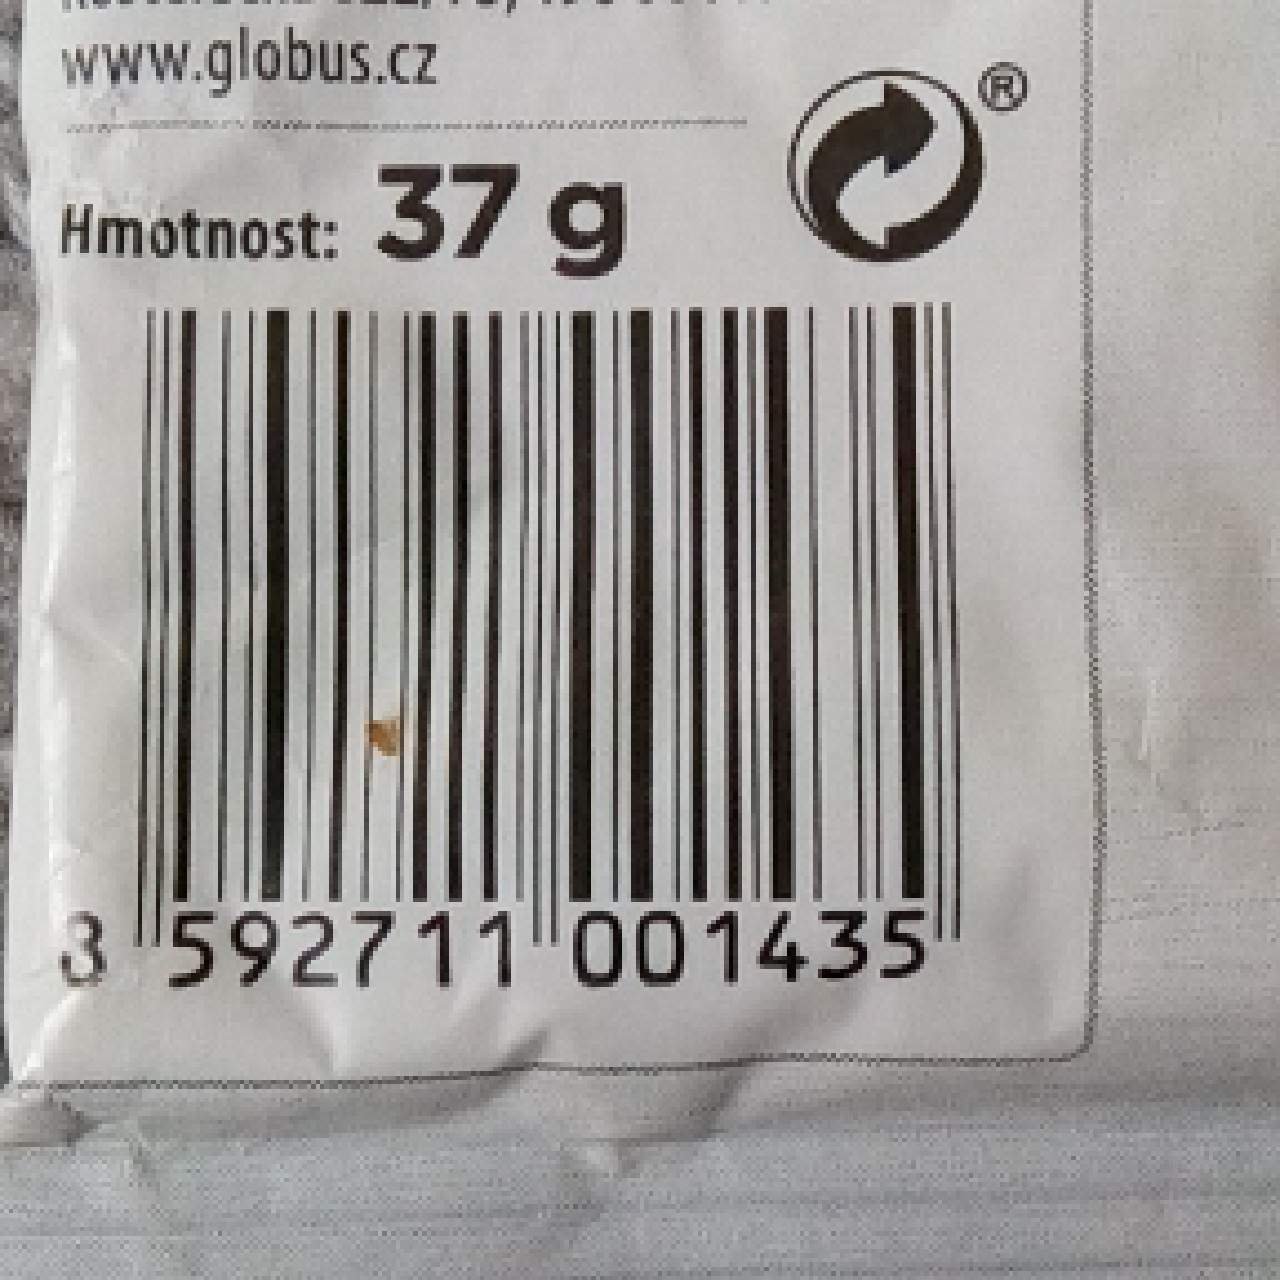 www.globus.cz
®
Hmotnost: 37 g
3 592711 001435